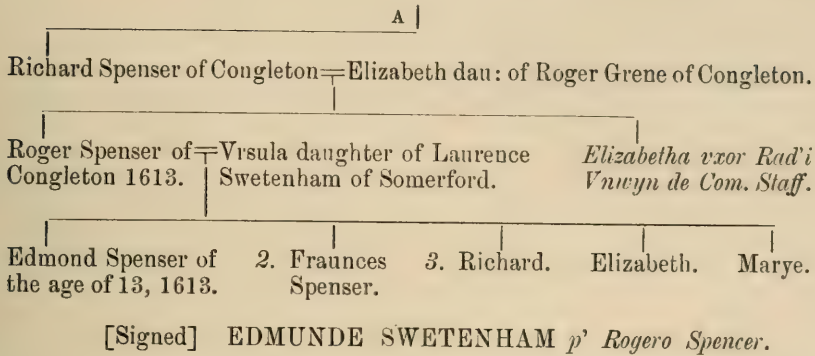 A
Richard Spenser of Congleton=Elizabeth dau: of Roger Grene of Congleton.
Roger Spenser of=Vrsula daughter of Laurence
Congleton 1613. Swetenham of Somerford.
Elizabetha vxor Rad'i
Vnwyn de Com. Staff.
Edmond Spenser of
the age of 13, 1613.
2. Fraunces
Spenser.
3. Richard.
Elizabeth.
Marye.
[Signed] EDMUNDE SWETENHAM p' Rogero Spencer.